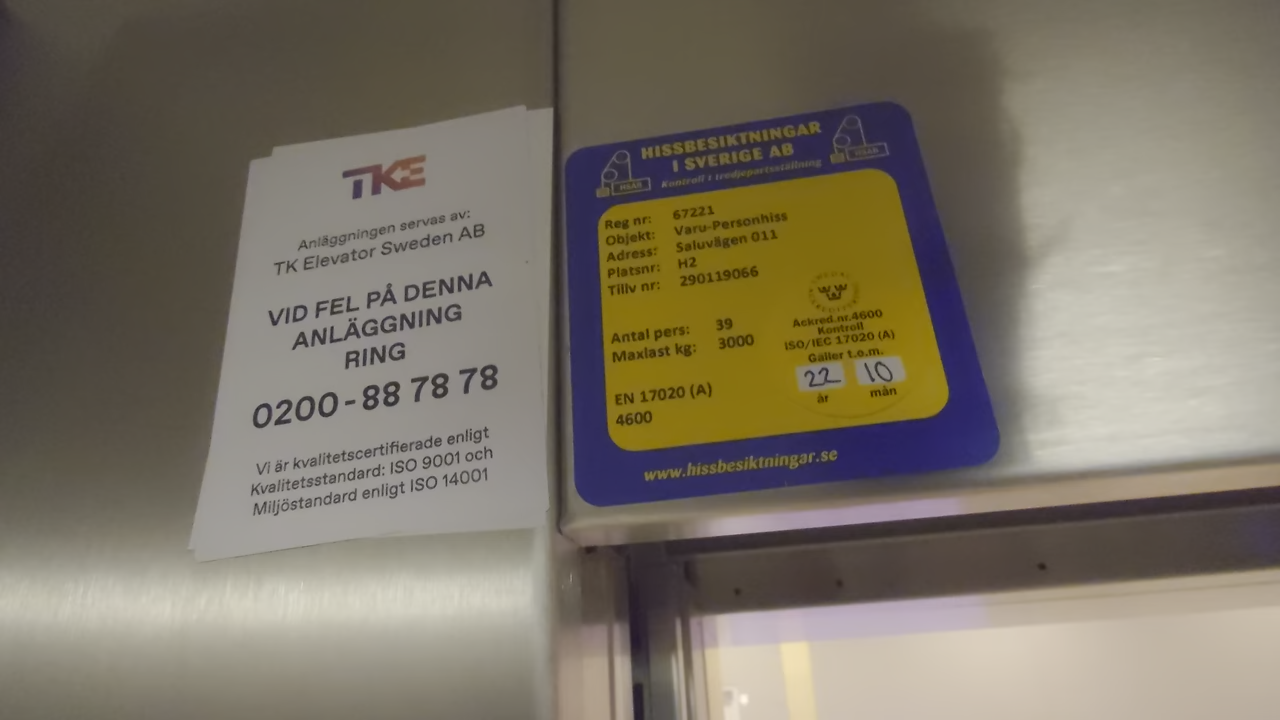 TKE
Anläggningen servas av:
TK Elevator Sweden AB
VID FEL PÅ DENNA
ANLÄGGNING
RING
0200-88 78 78
Vi är kvalitetscertifierade enligt
Kvalitetsstandard: ISO 9001 och
Miljöstandard enligt ISO 14001
HISSBESIKTNINGAR
I SVERIGE AB
Kontroll i tredjepartsställning
HSAB
HSAB
Reg nr: 67221
Objekt: Varu-Personhiss
Adress: Saluvägen 011
Platsnr: H2
Tillv nr: 290119066
Antal pers: 39
Maxlast kg: 3000
EN 17020 (A)
4600
Ackred.nr.4600
Kontroll
ISO/IEC 17020 (A)
Gäller t.o.m.
22 10
år mån
www.hissbesiktningar.se